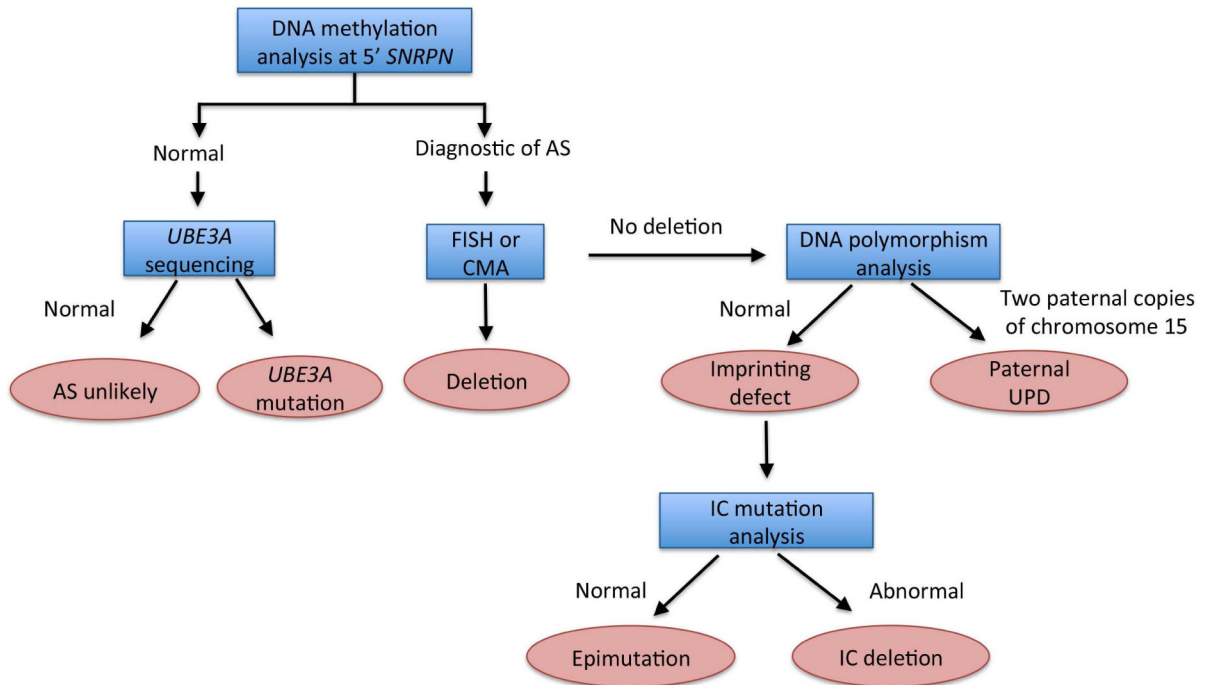 DNA methylation
analysis at 5′ SNRPN
Normal
Diagnostic of AS
UBE3A
sequencing
FISH or
CMA
No deletion
DNA polymorphism
analysis
Normal
Normal
Two paternal copies
of chromosome 15
AS unlikely
UBE3A
mutation
Deletion
Imprinting
defect
Paternal
UPD
IC mutation
analysis
Normal
Abnormal
Epimutation
IC deletion